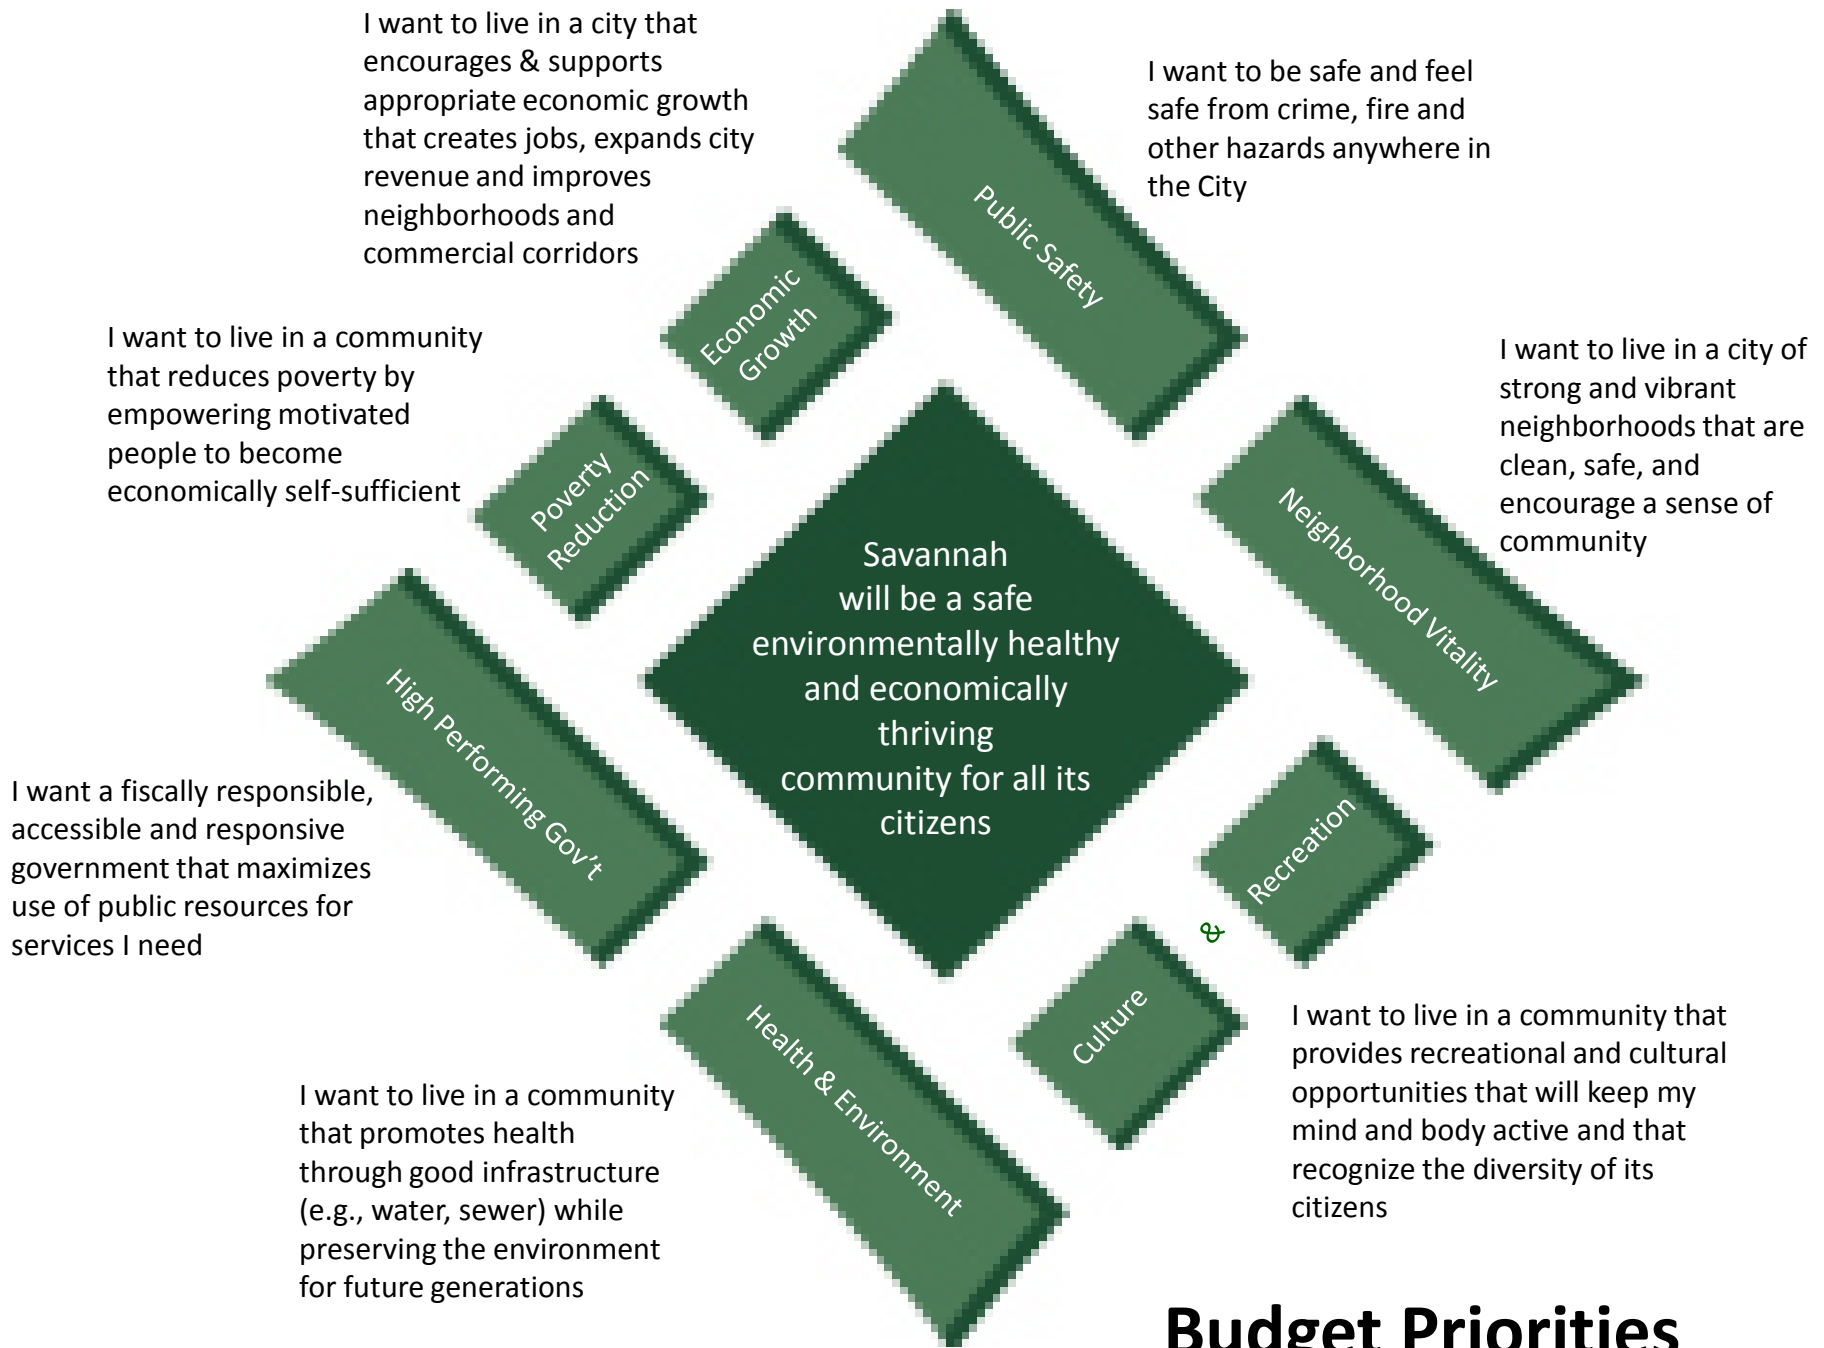 I want to live in a city that
encourages & supports
appropriate economic growth
that creates jobs, expands city
revenue and improves
neighborhoods and
commercial corridors
I want to be safe and feel
safe from crime, fire and
other hazards anywhere in
the City
Public Safety
Economic
Growth
I want to live in a community
that reduces poverty by
empowering motivated
people to become
economically self-sufficient
Poverty
Reduction
I want to live in a city of
strong and vibrant
neighborhoods that are
clean, safe, and
encourage a sense of
community
Neighborhood Vitality
Savannah
will be a safe
environmentally healthy
and economically
thriving
community for all its
citizens
High Performing Gov't
I want a fiscally responsible,
accessible and responsive
government that maximizes
use of public resources for
services I need
Recreation
&
Culture
I want to live in a community that
provides recreational and cultural
opportunities that will keep my
mind and body active and that
recognize the diversity of its
citizens
Health & Environment
I want to live in a community
that promotes health
through good infrastructure
(e.g., water, sewer) while
preserving the environment
for future generations
Budget Priorities